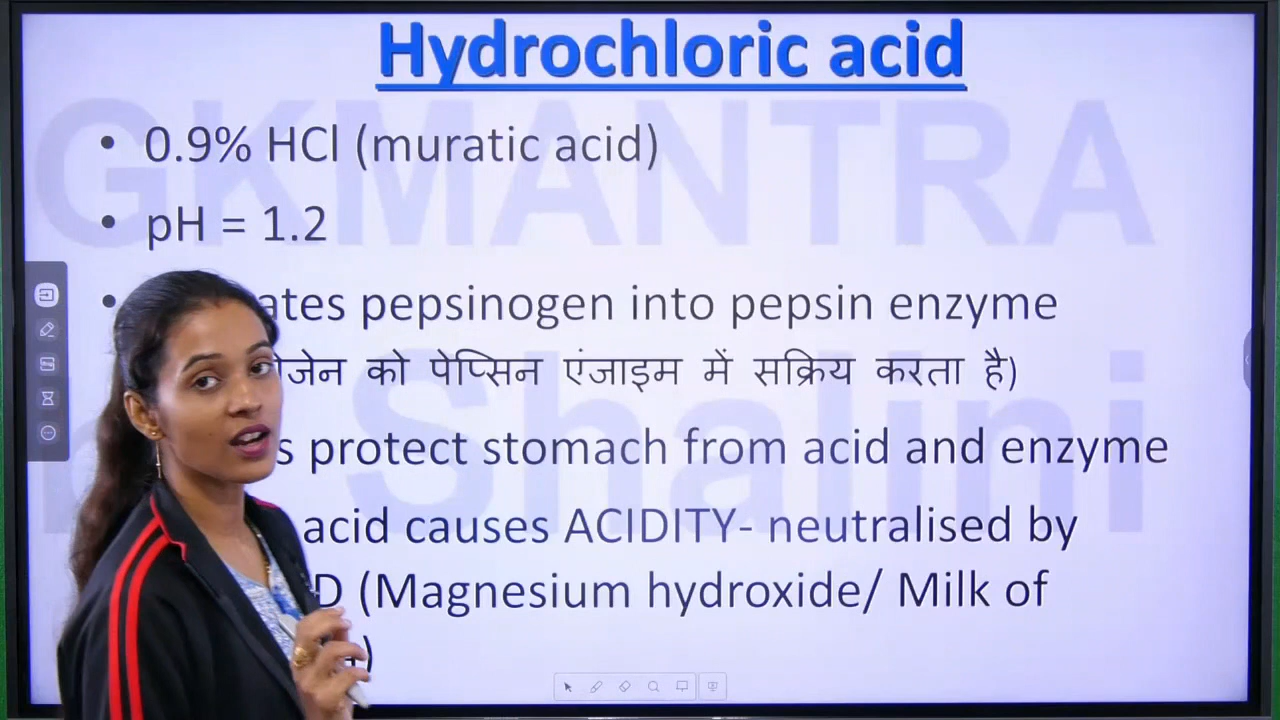 Hydrochloric acid
• 0.9% HCl (muratic acid)
• pH = 1.2
• ates pepsinogen into pepsin enzyme
जेन को पेप्सिन एंजाइम में सक्रिय करता है)
s protect stomach from acid and enzyme
acid causes ACIDITY- neutralised by
D (Magnesium hydroxide/ Milk of
GKMANTRA
Shalini